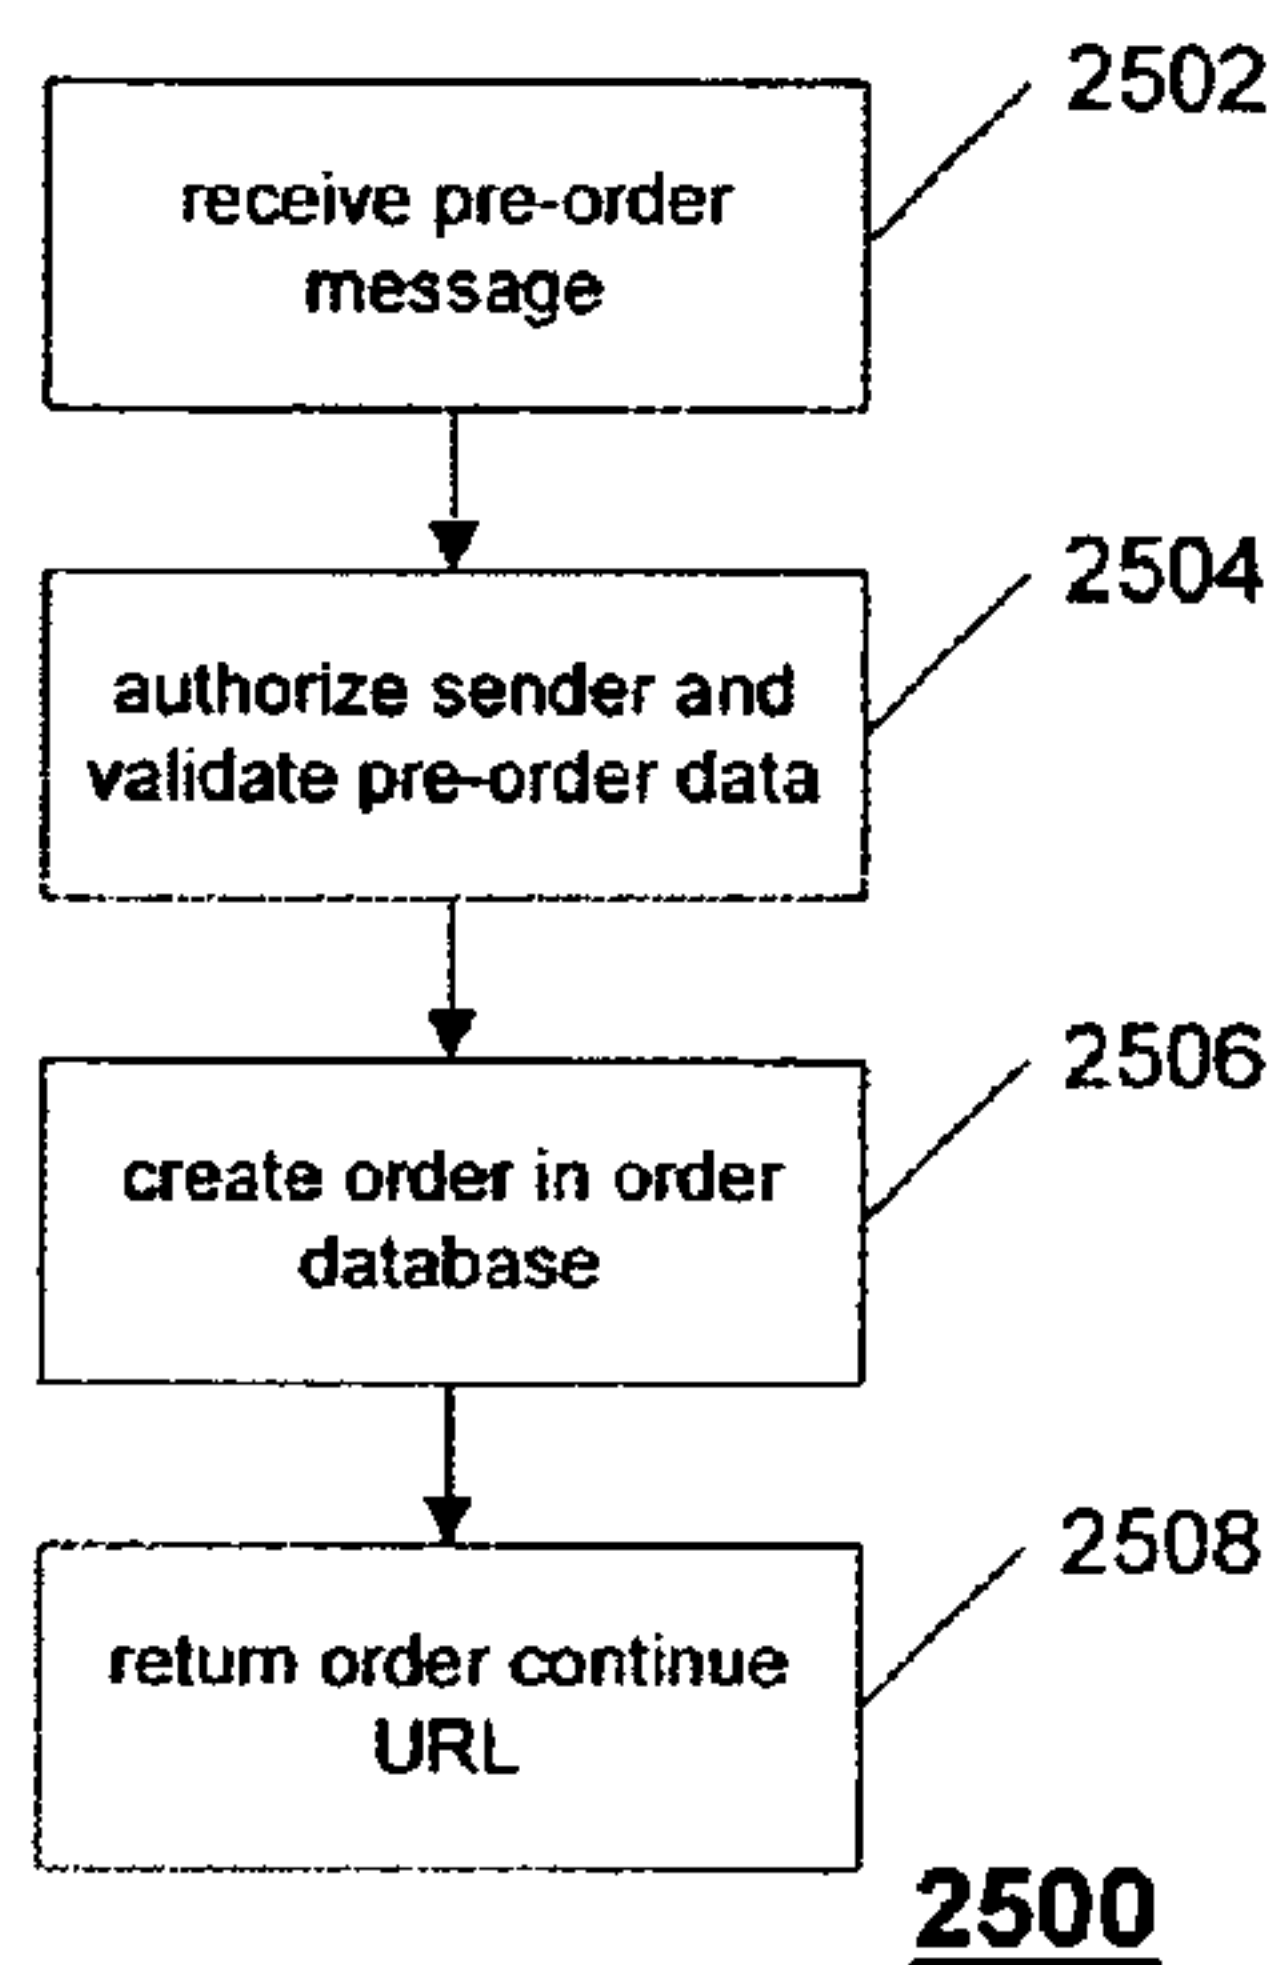 2502
receive pre-order
message
2504
authorize sender and
validate pre-order data
2506
create order in order
database
2508
return order continue
URL
2500